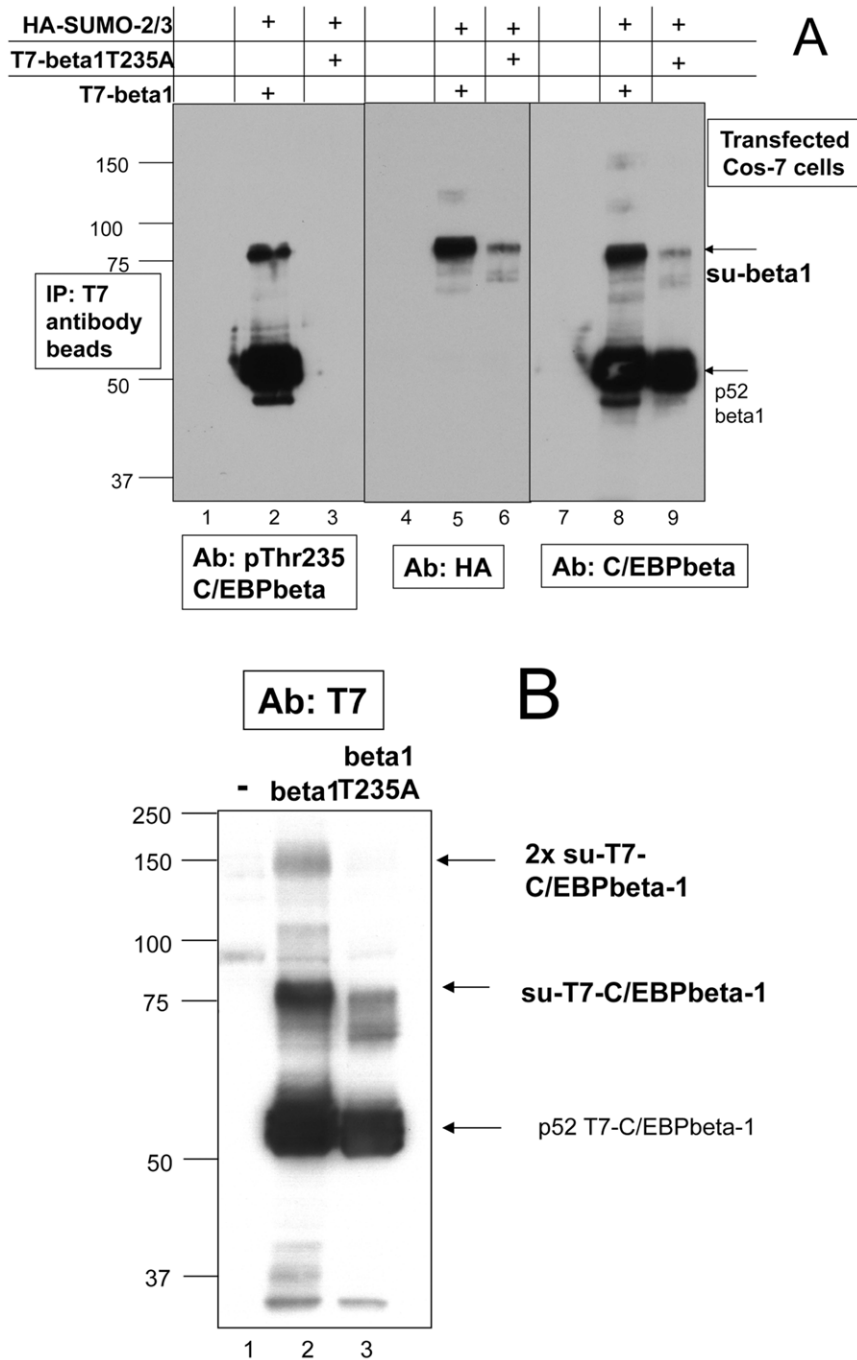 HA-SUMO-2/3 + + + + + +
A
T7-beta1T235A + + +
T7-beta1 + + +
150
100
75
50
37
Transfected
Cos-7 cells
IP: T7
antibody
beads
su-beta1
p52
beta1
1 2 3 4 5 6 7 8 9
Ab: pThr235
C/EBPbeta
Ab: HA
Ab: C/EBPbeta
B
Ab: T7
- beta1 beta1
T235A
250
150
100
75
50
37
2x su-T7-
C/EBPbeta-1
su-T7-C/EBPbeta-1
p52 T7-C/EBPbeta-1
1 2 3